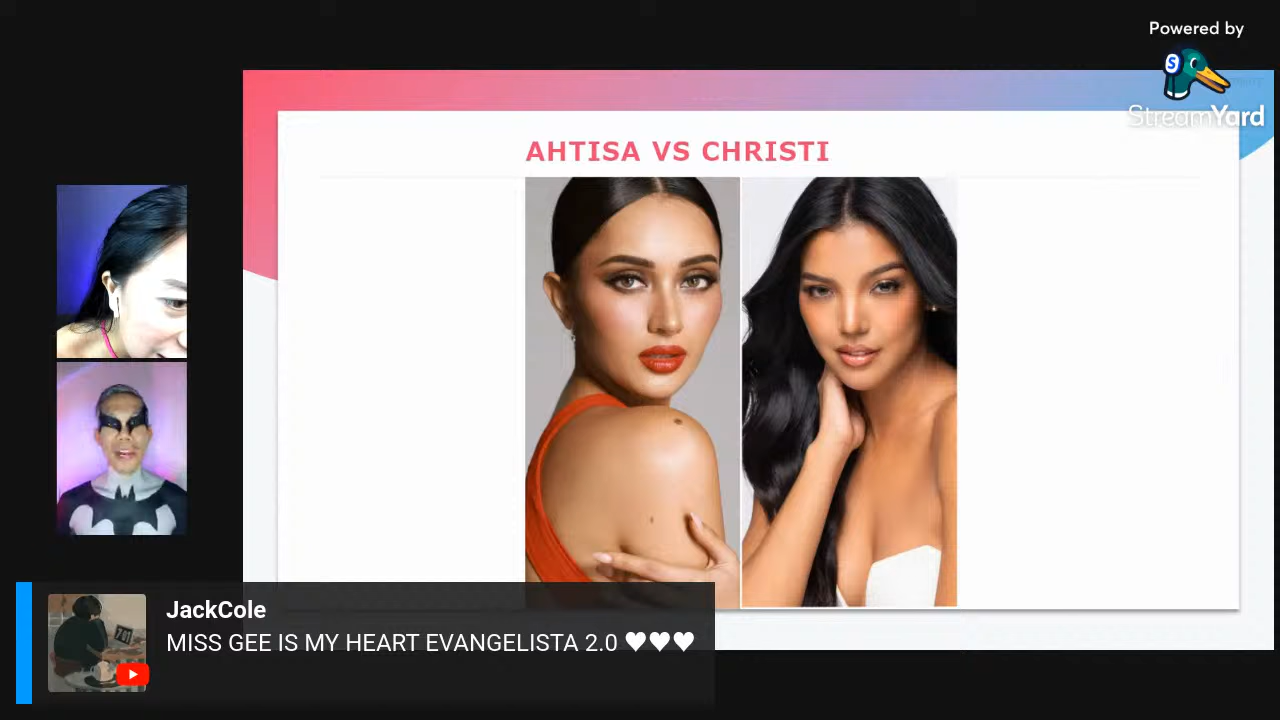 Powered by
StreamYard
AHTISA VS CHRISTI
JackCole
MISS GEE IS MY HEART EVANGELISTA 2.0 🤍🤍🤍